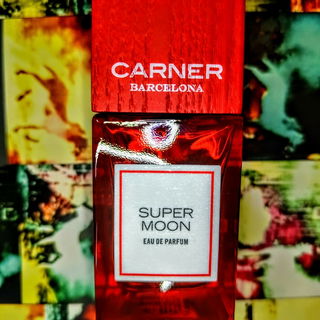 CARNER
BARCELONA
SUPER
MOON
EAU DE PARFUM